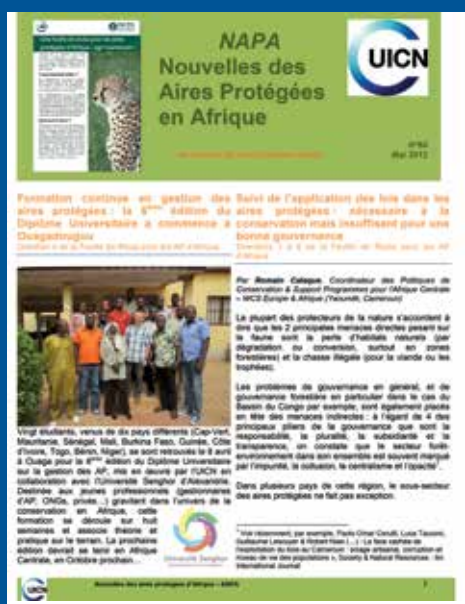 NAPA
Nouvelles des
Aires Protégées
en Afrique
UICN
Mai 2013
Formation continue en gestion des
aires protégées : la 6ème édition du
Diplôme Universitaire a commencé à
Ouagadougou
Vingt étudiants, venus de dix pays différents (Cap-Vert,
Mauritanie, Sénégal, Mali, Burkina Faso, Guinée, Côte
d'Ivoire, Togo, Bénin, Niger), se sont retrouvés le 8 avril
à Ouaga pour la 6ème édition du Diplôme Universitaire
sur la gestion des AP, mis en œuvre par l'UICN en
collaboration avec l'Université Senghor d'Alexandrie.
Destinée aux jeunes professionnels (gestionnaires
d'AP, ONGs, privés...) gravitant dans l'univers de la
conservation en Afrique, cette
formation se déroule sur huit
semaines et associe théorie et
pratique sur le terrain. La prochaine
édition devrait se tenir en Afrique
Centrale, en Octobre prochain...
Université Senghor
Suivi de l'application des lois dans les
aires protégées : nécessaire à la
conservation mais insuffisant pour une
bonne gouvernance
Par Romain Calaque, Coordinateur des Politiques de
Conservation & Support Programmes pour l'Afrique Centrale
– WCS Europe & Afrique (Yaoundé, Cameroun)
La plupart des protecteurs de la nature s'accordent à
dire que les 2 principales menaces directes pesant sur
la faune sont la perte d'habitats naturels (par
dégradation ou conversion, surtout en zones
forestières) et la chasse illégale (pour la viande ou les
trophées).
Les problèmes de gouvernance en général, et de
gouvernance forestière en particulier dans le cas du
Bassin du Congo par exemple, sont également placés
en tête des menaces indirectes : à l'égard de 4 des
principaux piliers de la gouvernance que sont la
responsabilité, la pluralité, la subsidiarité et la
transparence, on constate que le secteur forêt-
environnement dans son ensemble est souvent marqué
par l'impunité, la collusion, le centralisme et l'opacité¹.
Dans plusieurs pays de cette région, le sous-secteur
des aires protégées ne fait pas exception.
Nouvelles des aires protégées d'Afrique – NAPA
1
UICN